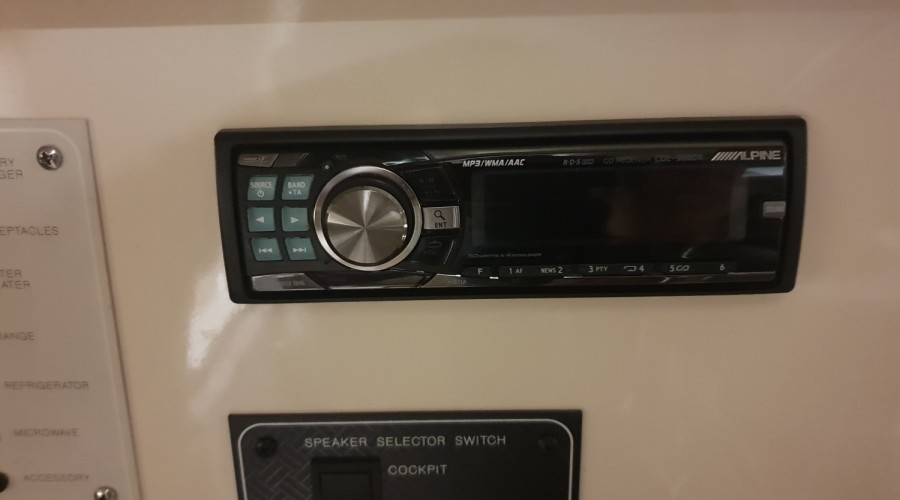 MP3/WMA/AAC
R·D·S
ALPINE
SOURCE
BAND
TA
ENT
F
1 AF
NEWS 2
3 PTY
4
5
6
RY
GER
EPTACLES
TER
ATER
ANGE
REFRIGERATOR
MICROWAVE
ACCESSORY
SPEAKER SELECTOR SWITCH
COCKPIT